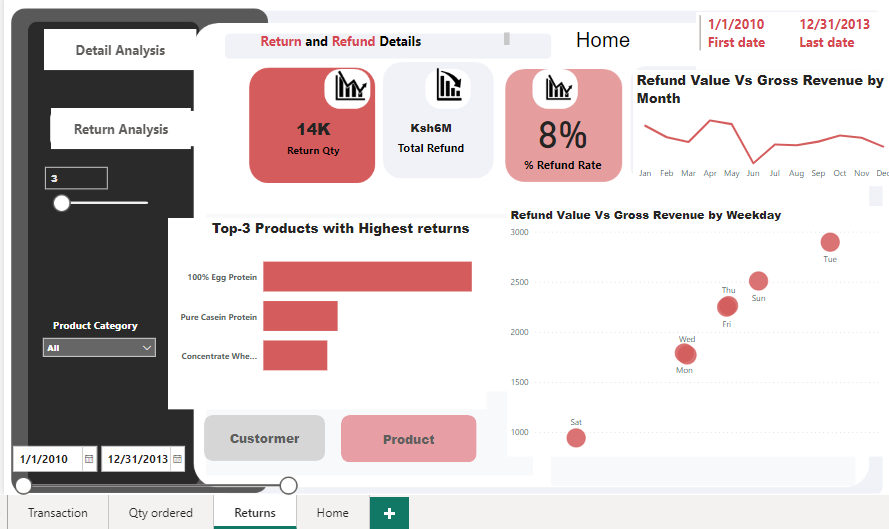 Detail Analysis
Return Analysis
3
Product Category
All
1/1/2010
12/31/2013
Return and Refund Details
Home
1/1/2010
First date
12/31/2013
Last date
14K
Return Qty
Ksh6M
Total Refund
8%
% Refund Rate
Refund Value Vs Gross Revenue by
Month
Jan Feb Mar Apr May Jun Jul Aug Sep Oct Nov Dec
Top-3 Products with Highest returns
100% Egg Protein
Pure Casein Protein
Concentrate Whe...
Refund Value Vs Gross Revenue by Weekday
3000
2500
2000
1500
1000
Tue
Sun
Thu
Fri
Wed
Mon
Sat
Custormer
Product
Transaction
Qty ordered
Returns
Home
+